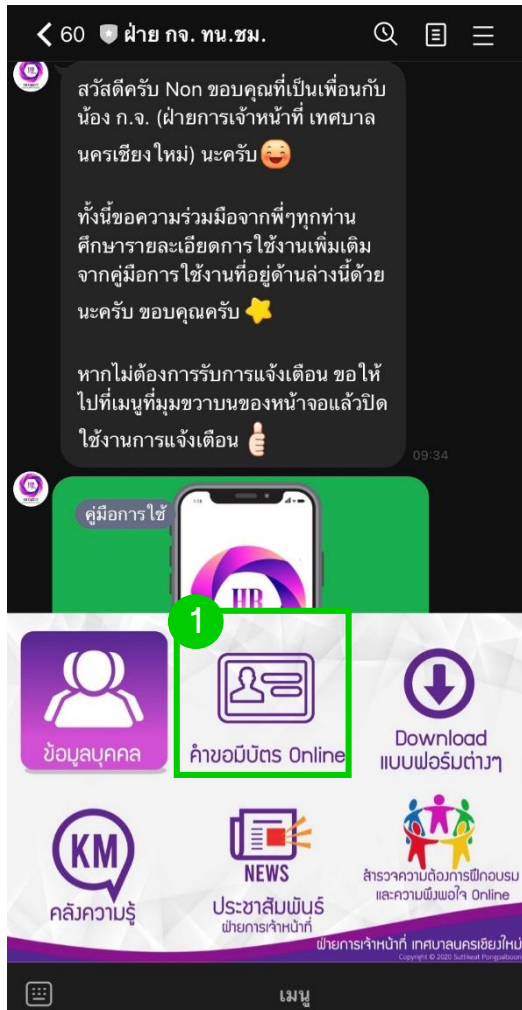 60 ฝ่าย กจ. ทน.ชม.
สวัสดีครับ Non ขอบคุณที่เป็นเพื่อนกับ
น้อง ก.จ. (ฝ่ายการเจ้าหน้าที่ เทศบาล
นครเชียงใหม่) นะครับ
ทั้งนี้ขอความร่วมมือจากพี่ๆทุกท่าน
ศึกษารายละเอียดการใช้งานเพิ่มเติม
จากคู่มือการใช้งานที่อยู่ด้านล่างนี้ด้วย
นะครับ ขอบคุณครับ
หากไม่ต้องการรับการแจ้งเตือน ขอให้
ไปที่เมนูที่มุมขวาบนของหน้าจอแล้วปิด
ใช้งานการแจ้งเตือน
09:34
คู่มือการใช้
HR
1
ข้อมูลบุคคล
คำขอมีบัตร Online
Download
แบบฟอร์มต่างๆ
KM
คลังความรู้
NEWS
ประชาสัมพันธ์
ฝ่ายการเจ้าหน้าที่
สำรวจความต้องการฝึกอบรม
และความพึงพอใจ Online
ฝ่ายการเจ้าหน้าที่ เทศบาลนครเชียงใหม่
Copyright © 2020 Suttkeat Pongpaiboon
เมนู